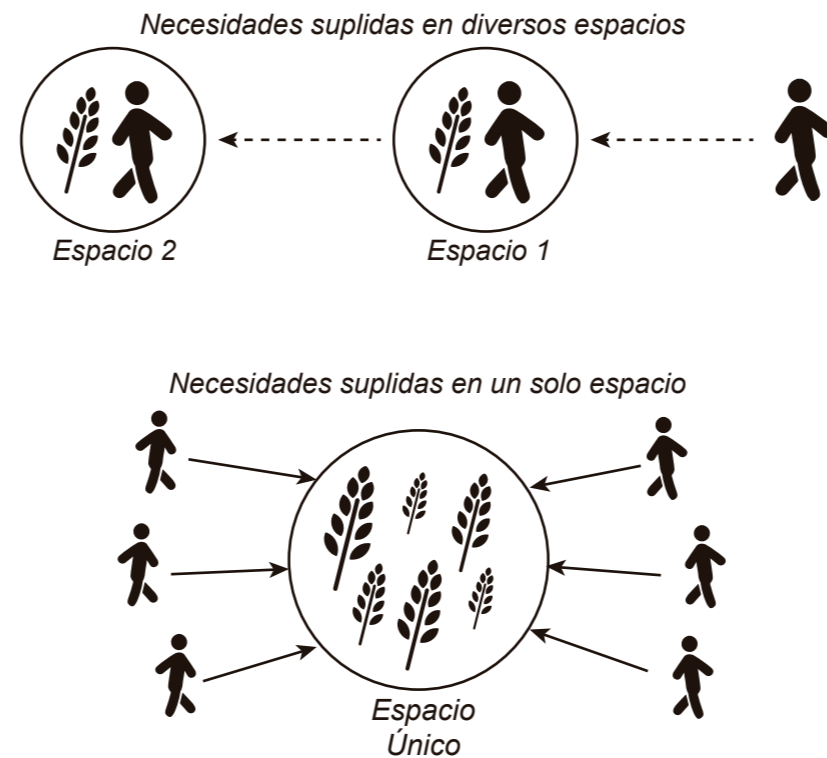 Necesidades suplidas en diversos espacios
Espacio 2
Espacio 1
Necesidades suplidas en un solo espacio
Espacio
Único